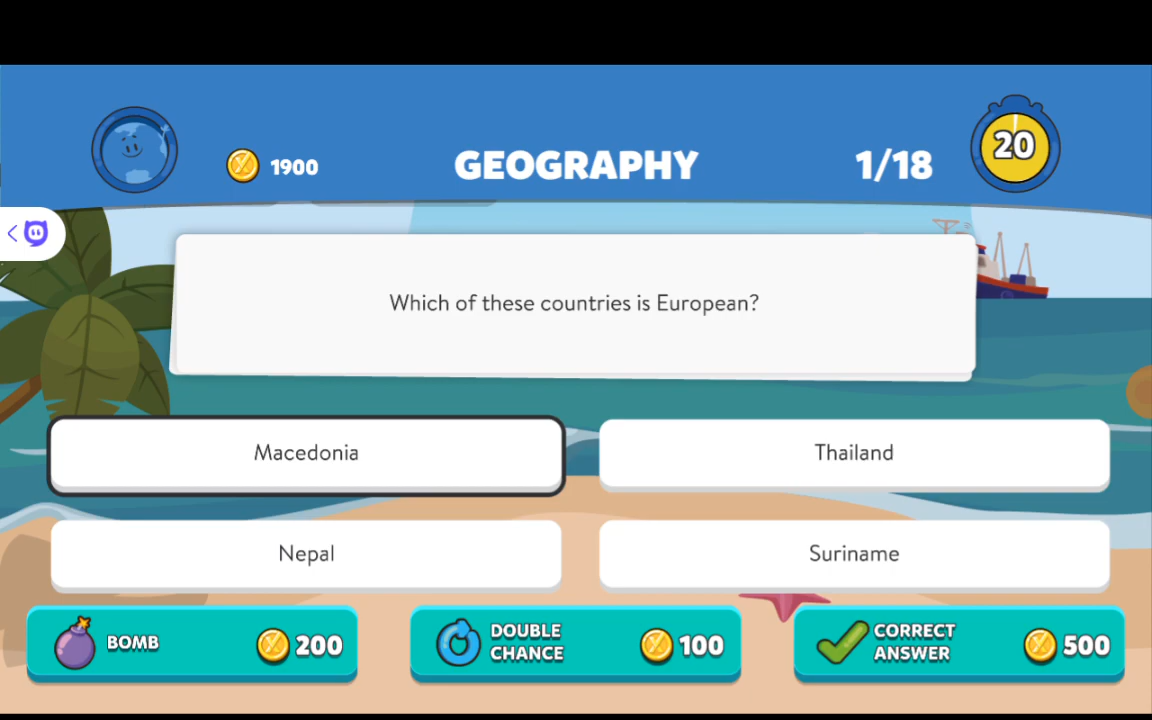 1900
GEOGRAPHY
1/18
20
Which of these countries is European?
Macedonia
Thailand
Nepal
Suriname
BOMB
200
DOUBLE
CHANCE
100
CORRECT
ANSWER
500